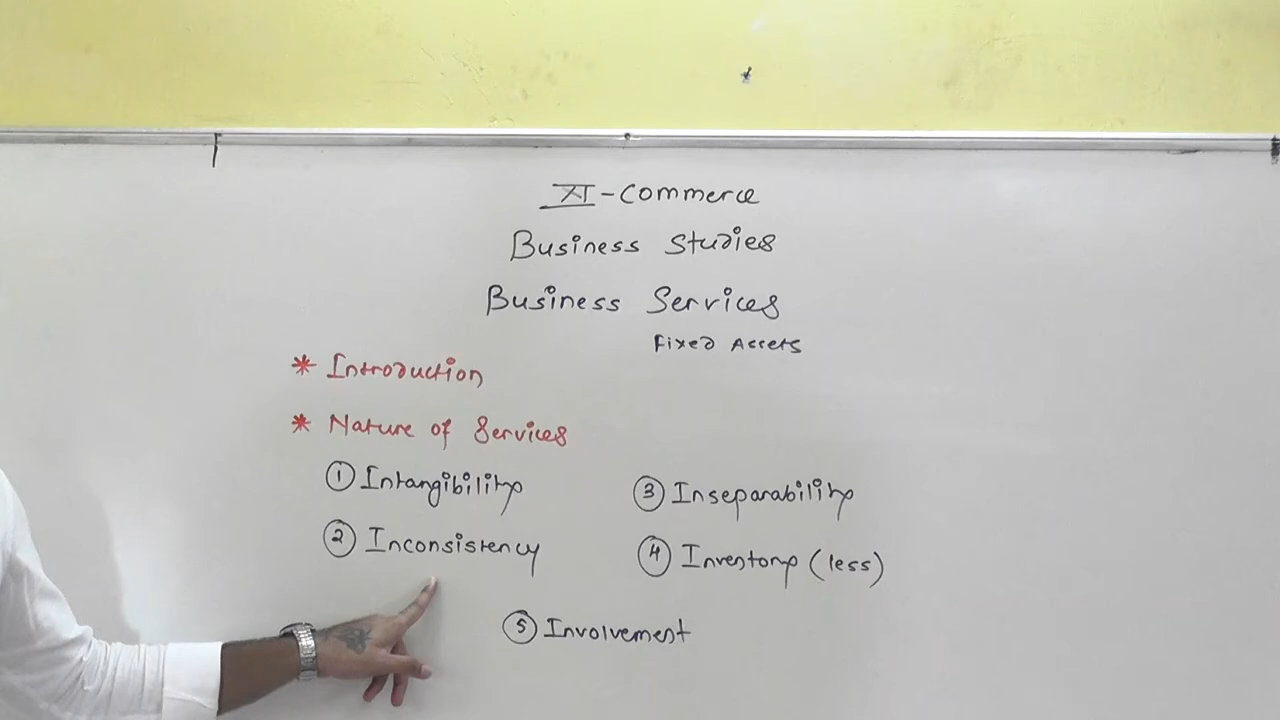 XI - Commerce
Business Studies
Business Services
Fixed Assets
* Introduction
* Nature of Services
① Intangibility
② Inconsistency
③ Inseparability
④ Inventory (less)
⑤ Involvement